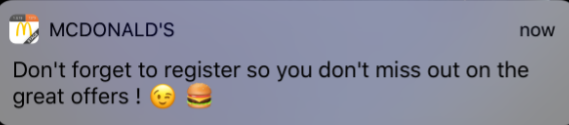 MCDONALD'S now
Don't forget to register so you don't miss out on the
great offers ! 😉 🍔